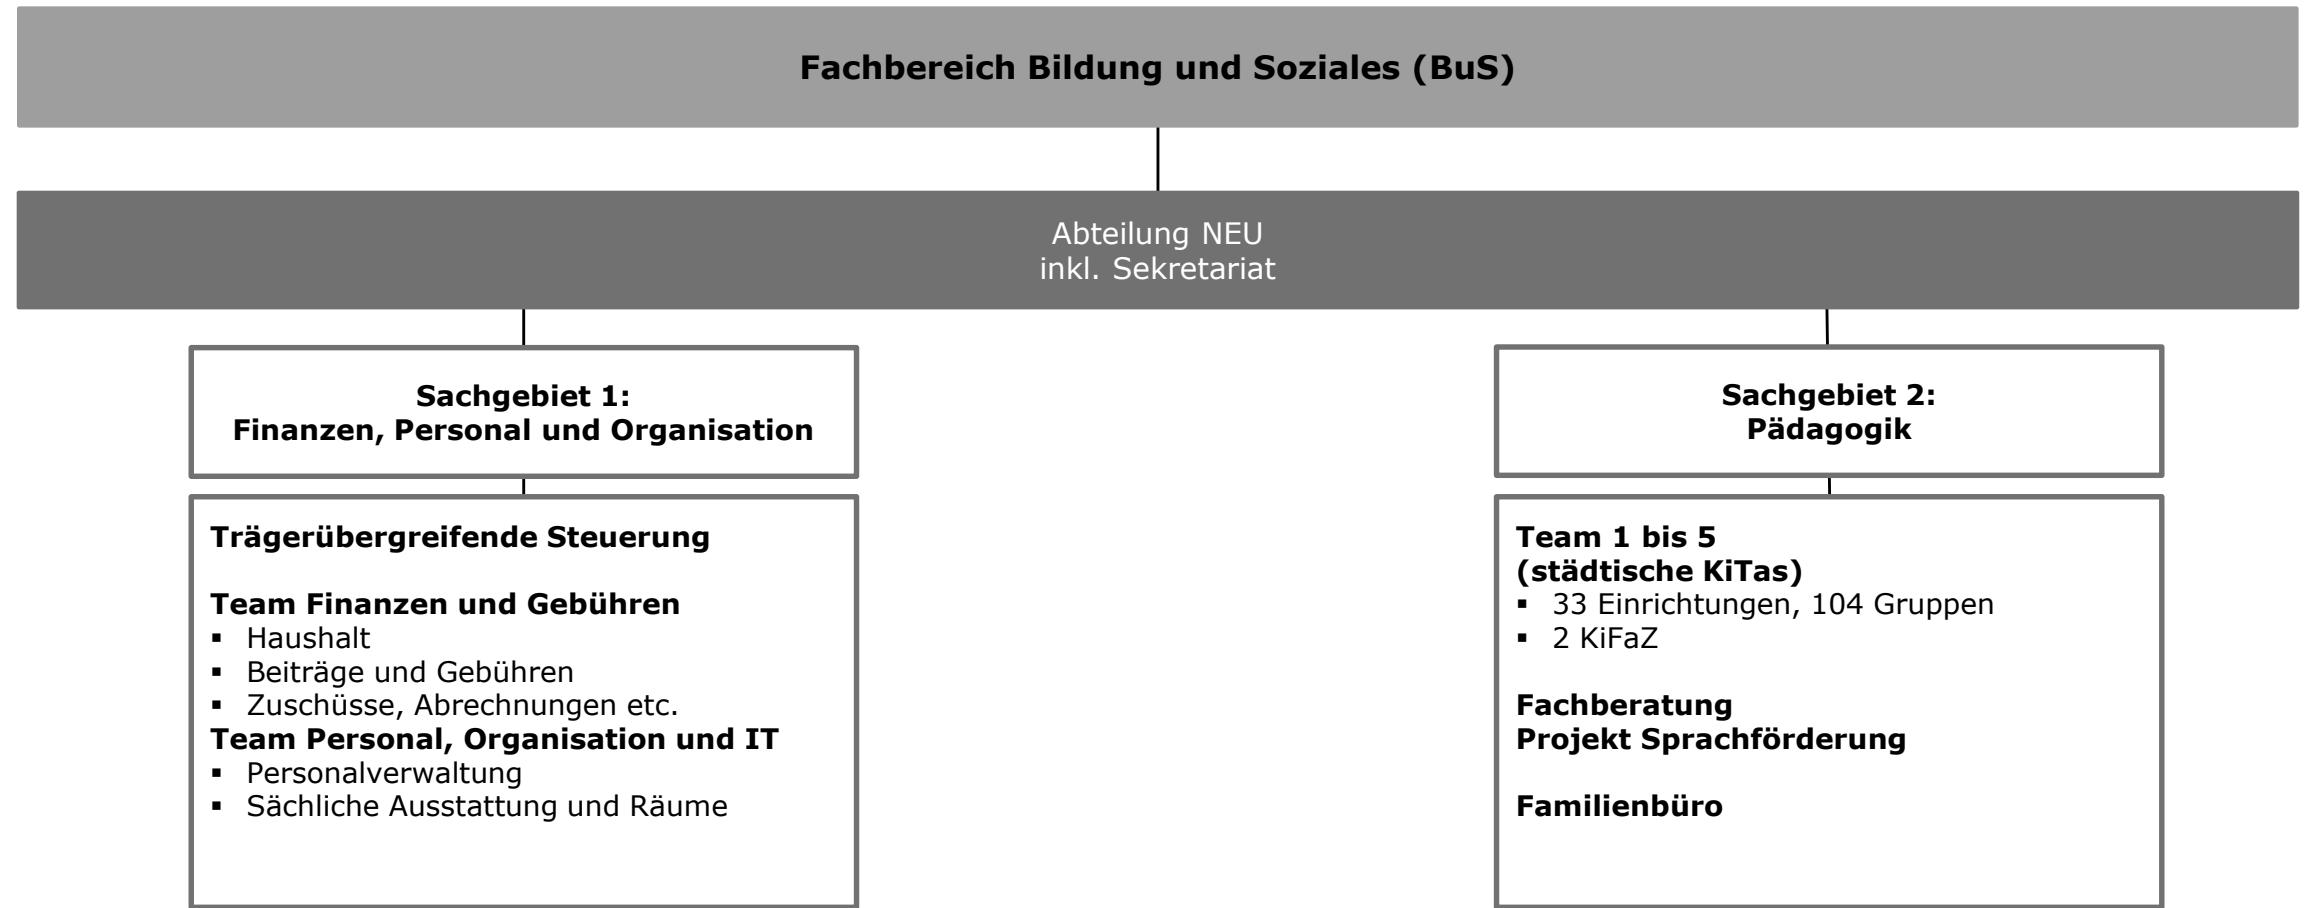 Fachbereich Bildung und Soziales (BuS)
Abteilung NEU
inkl. Sekretariat
Sachgebiet 1:
Finanzen, Personal und Organisation
Trägerübergreifende Steuerung
Team Finanzen und Gebühren
▪ Haushalt
▪ Beiträge und Gebühren
▪ Zuschüsse, Abrechnungen etc.
Team Personal, Organisation und IT
▪ Personalverwaltung
▪ Sächliche Ausstattung und Räume
Sachgebiet 2:
Pädagogik
Team 1 bis 5
(städtische KiTas)
▪ 33 Einrichtungen, 104 Gruppen
▪ 2 KiFaZ
Fachberatung
Projekt Sprachförderung
Familienbüro